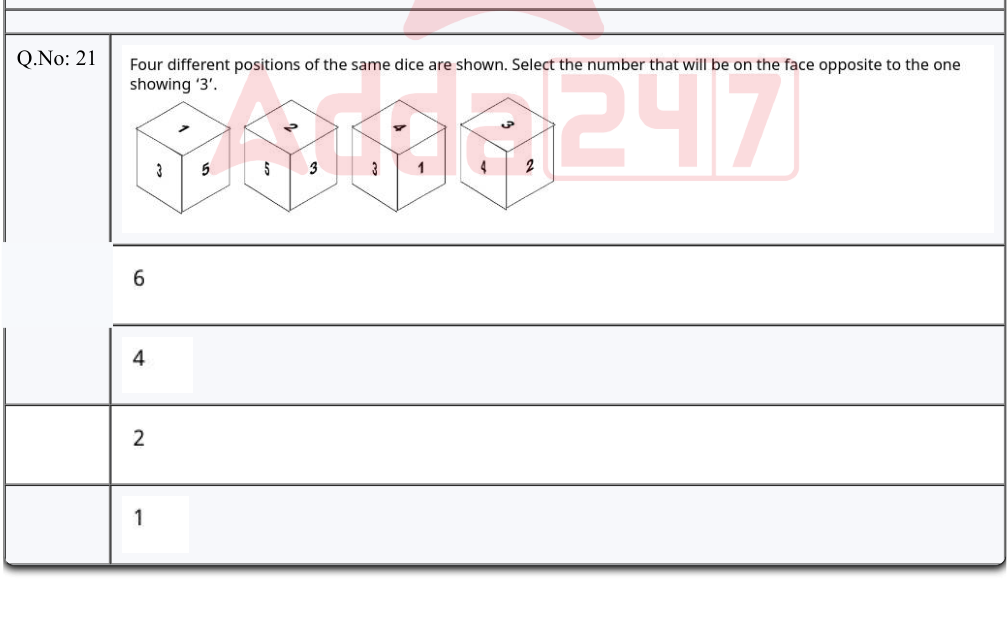 Adda247
Q.No: 21
Four different positions of the same dice are shown. Select the number that will be on the face opposite to the one
showing ‘3’.
1 2 4 3
3 5 5 3 3 1 4 2
6
4
2
1